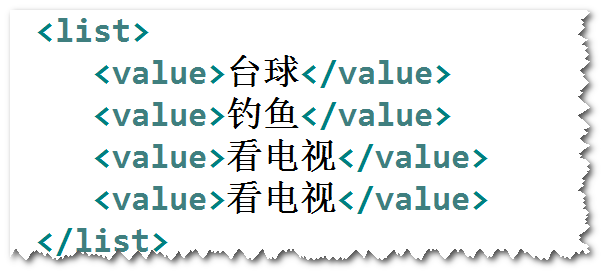 <list>
<value>台球</value>
<value>钓鱼</value>
<value>看电视</value>
<value>看电视</value>
</list>